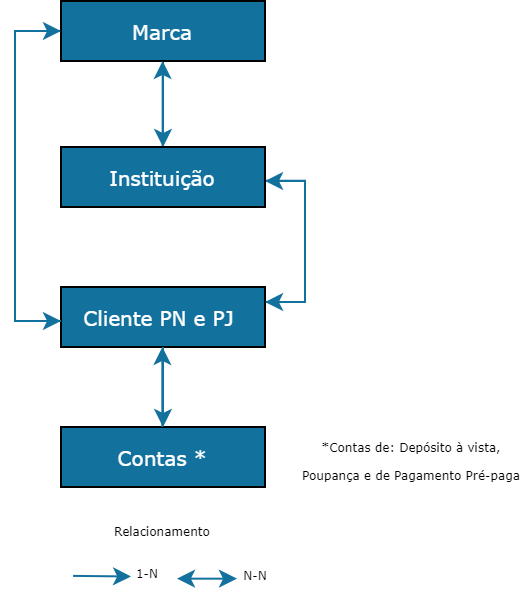 Marca
Instituição
Cliente PN e PJ
Contas *
*Contas de: Depósito à vista,
Poupança e de Pagamento Pré-paga
Relacionamento
1-N
N-N